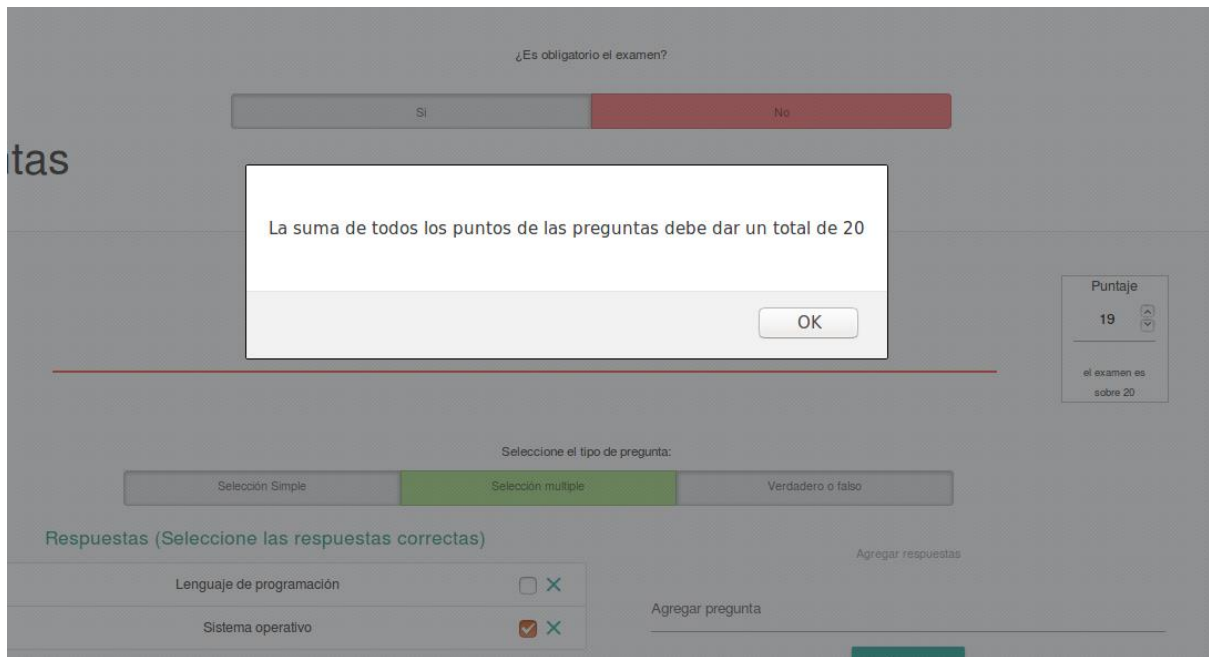 ¿Es obligatorio el examen?
Si No
tas
La suma de todos los puntos de las preguntas debe dar un total de 20
OK
Puntaje
19
el examen es
sobre 20
Seleccione el tipo de pregunta:
Selección Simple Selección multiple Verdadero o falso
Respuestas (Seleccione las respuestas correctas)
Agregar respuestas
Lenguaje de programación
Agregar pregunta
Sistema operativo